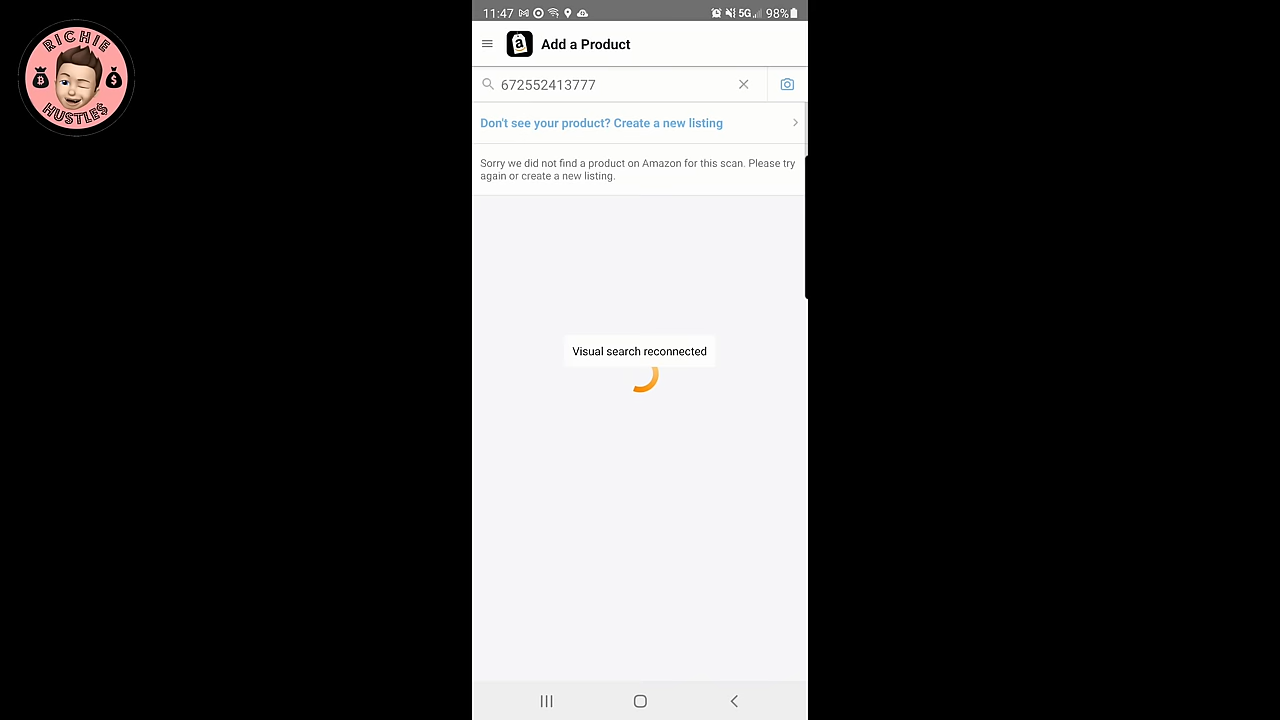 RICHIE
HUSTLE$
11:47
5G
98%
Add a Product
672552413777
Don't see your product? Create a new listing
Sorry we did not find a product on Amazon for this scan. Please try
again or create a new listing.
Visual search reconnected